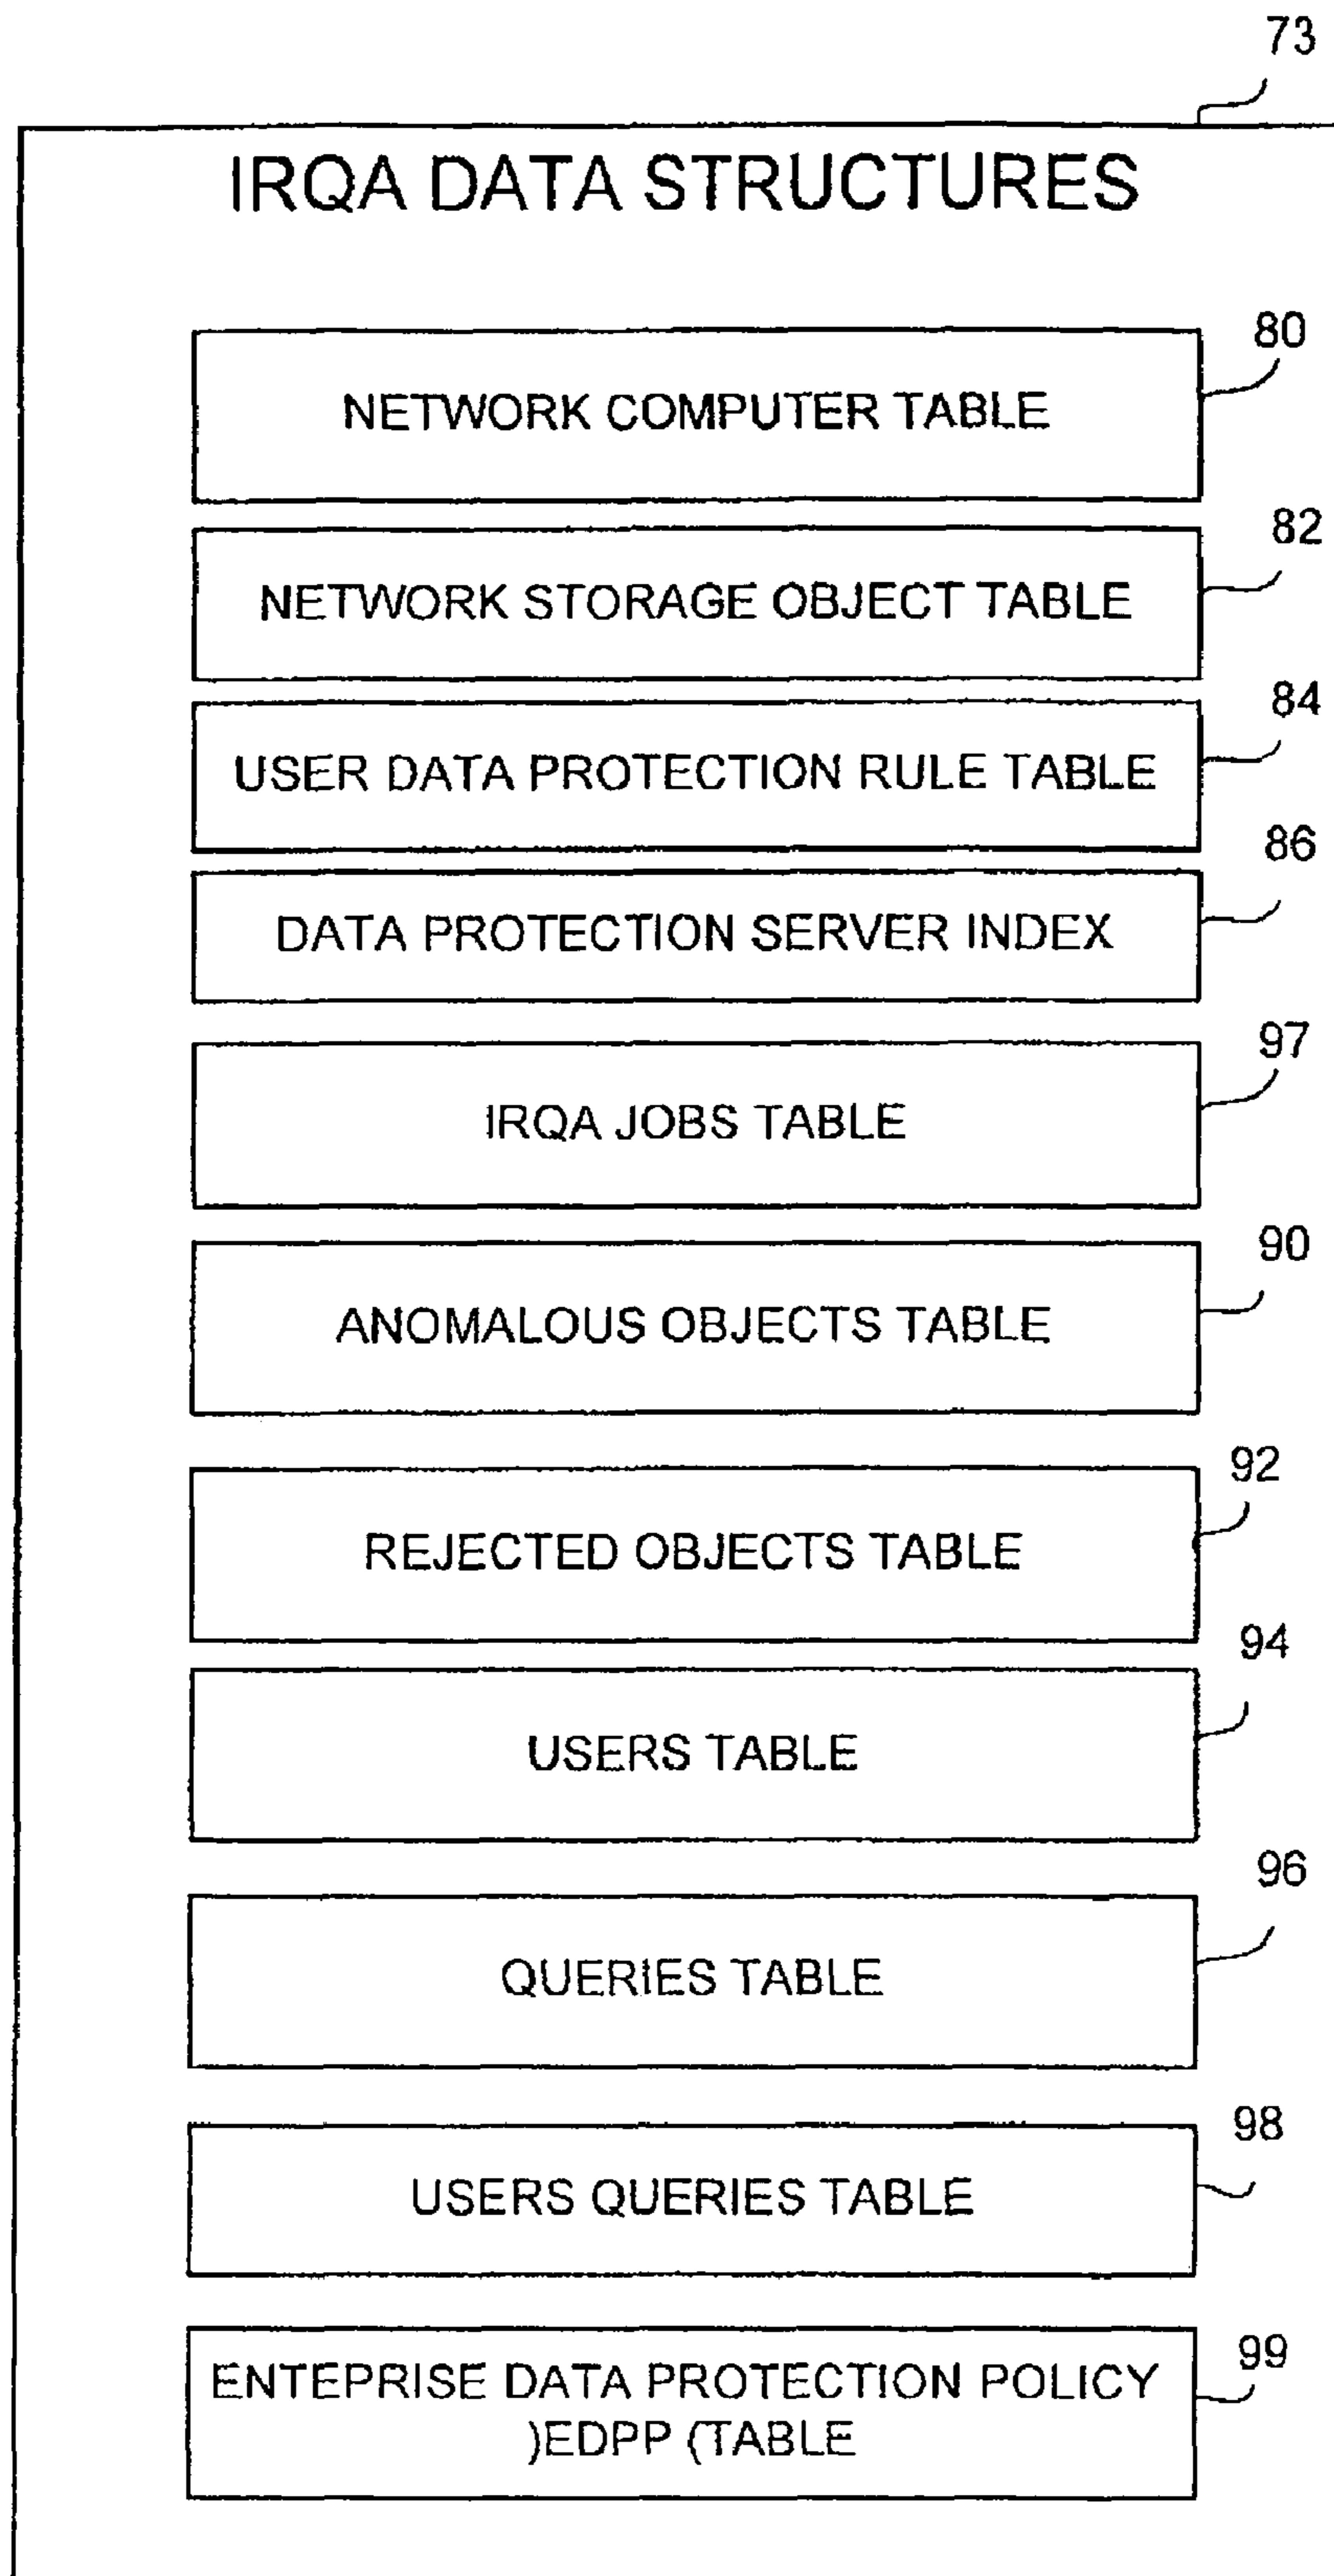 73
IRQA DATA STRUCTURES
80
NETWORK COMPUTER TABLE
82
NETWORK STORAGE OBJECT TABLE
84
USER DATA PROTECTION RULE TABLE
86
DATA PROTECTION SERVER INDEX
97
IRQA JOBS TABLE
90
ANOMALOUS OBJECTS TABLE
92
REJECTED OBJECTS TABLE
94
USERS TABLE
96
QUERIES TABLE
98
USERS QUERIES TABLE
99
ENTEPRISE DATA PROTECTION POLICY
)EDPP (TABLE